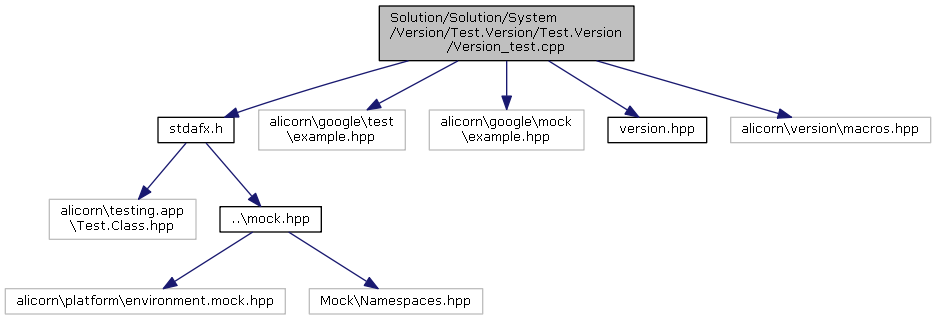 Solution/Solution/System
/Version/Test.Version/Test.Version
/Version_test.cpp
stdafx.h
alicorn\google\test
\example.hpp
alicorn\google\mock
\example.hpp
version.hpp
alicorn\version\macros.hpp
alicorn\testing.app
\Test.Class.hpp
..\mock.hpp
alicorn\platform\environment.mock.hpp
Mock\Namespaces.hpp